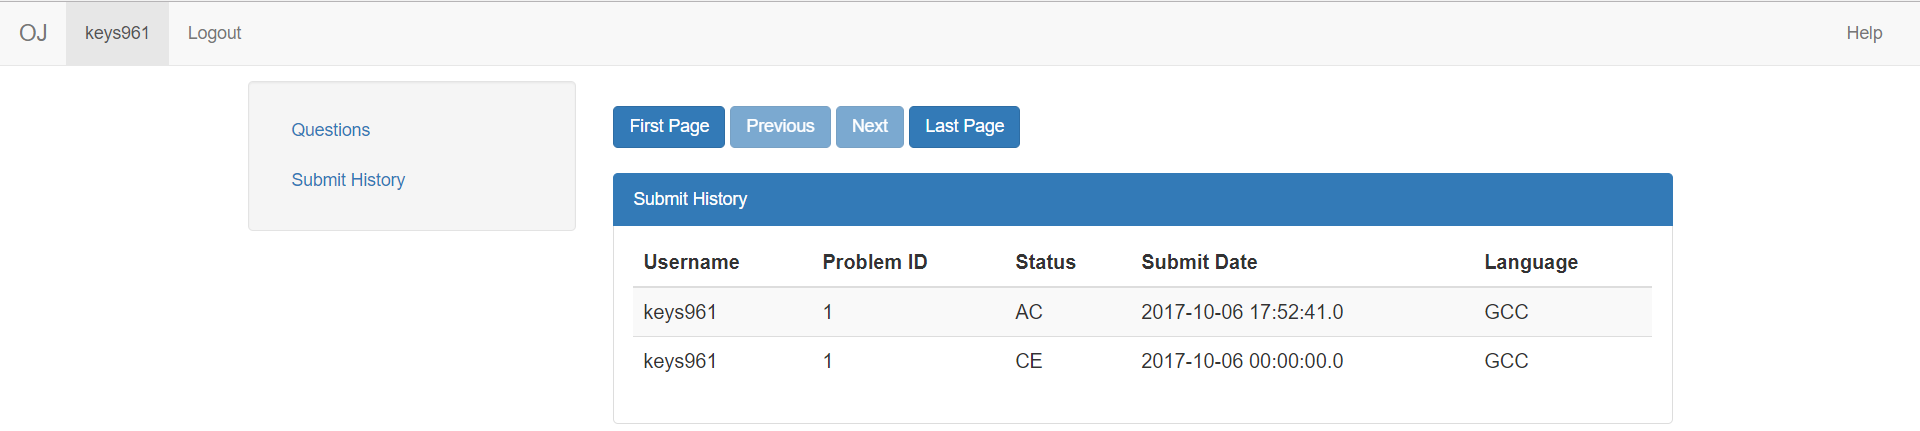 OJ keys961 Logout Help
Questions
Submit History
First Page Previous Next Last Page
Submit History
Username Problem ID Status Submit Date Language
keys961 1 AC 2017-10-06 17:52:41.0 GCC
keys961 1 CE 2017-10-06 00:00:00.0 GCC